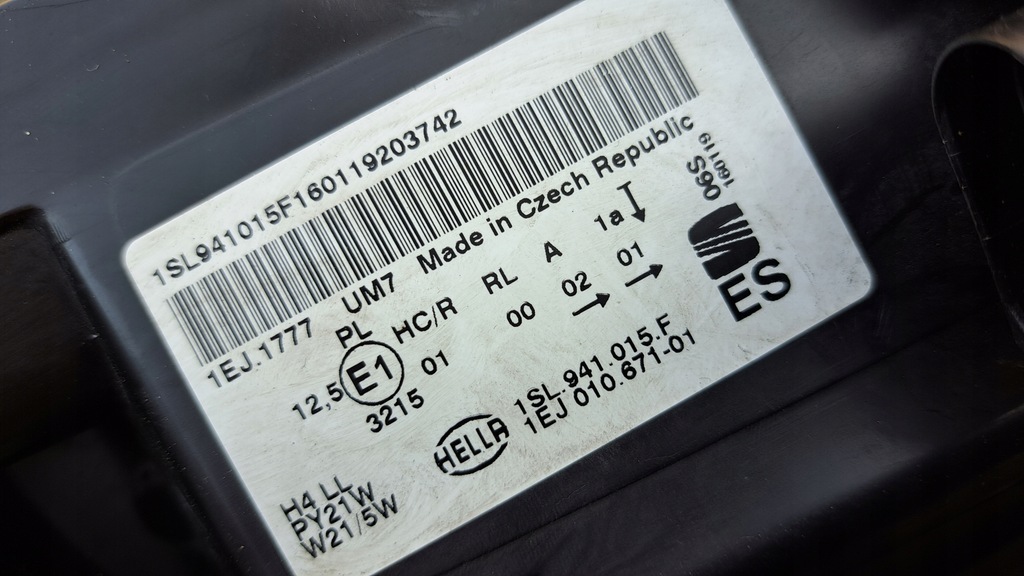 1SL941015F160119203742
1EJ.1777 UM7 Made in Czech Republic
PL HC/R RL A 1a
12,5 E1 01 00 02 01
3215
HELLA 1SL.941.015.F
1EJ 010.671-01
H4 LL
PY21W
W21/5W
S60
160119
S
ES